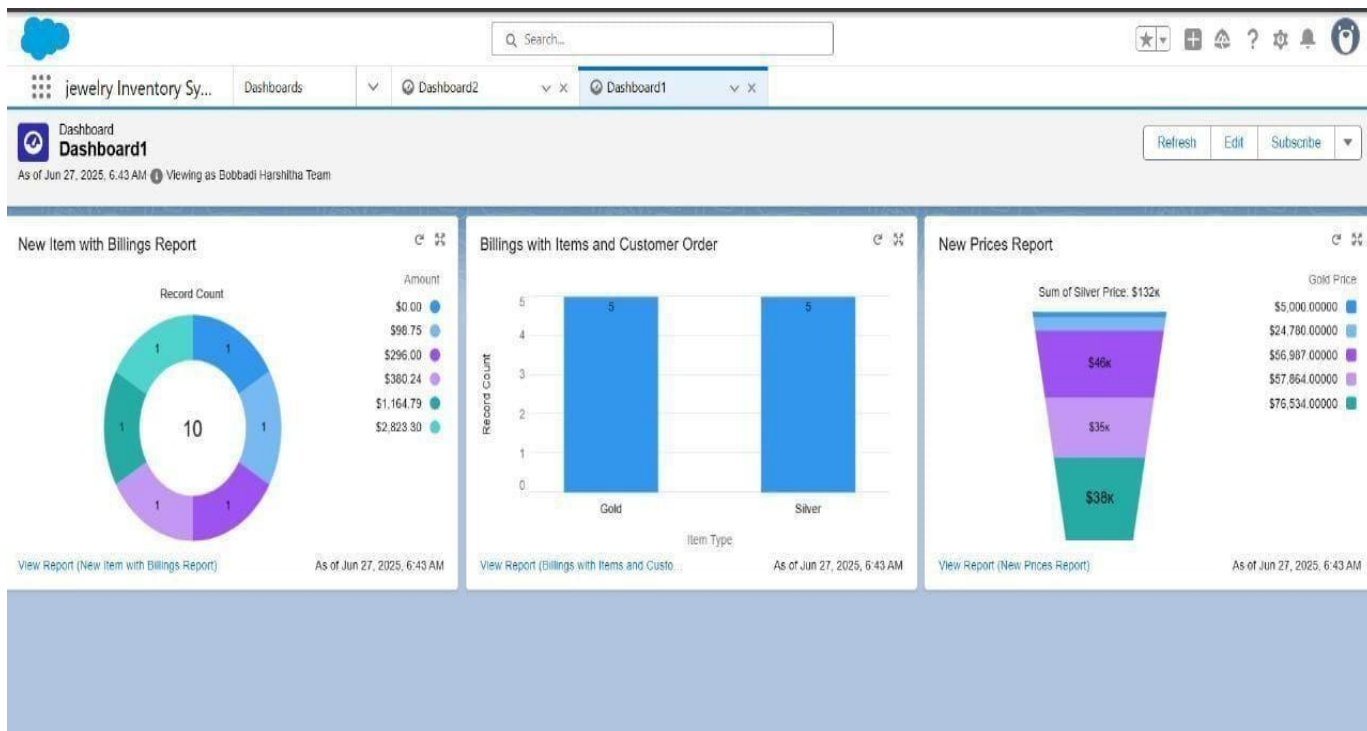 Search...
jewelry Inventory Sy...
Dashboards
Dashboard2
Dashboard1
Dashboard
Dashboard1
As of Jun 27, 2025, 6:43 AM Viewing as Bobbadi Harshitha Team
Refresh
Edit
Subscribe
New Item with Billings Report
Record Count
Amount
$0.00
$98.75
$296.00
$380.24
$1,164.79
$2,823.30
1
1
1
1
1
1
10
View Report (New Item with Billings Report)
As of Jun 27, 2025, 6:43 AM
Billings with Items and Customer Order
Record Count
5
4
3
2
1
0
5
5
Gold
Silver
Item Type
View Report (Billings with Items and Custo...
As of Jun 27, 2025, 6:43 AM
New Prices Report
Sum of Silver Price: $132K
Gold Price
$5,000.00000
$24,780.00000
$56,987.00000
$57,864.00000
$76,534.00000
$46K
$35K
$38K
View Report (New Prices Report)
As of Jun 27, 2025, 6:43 AM